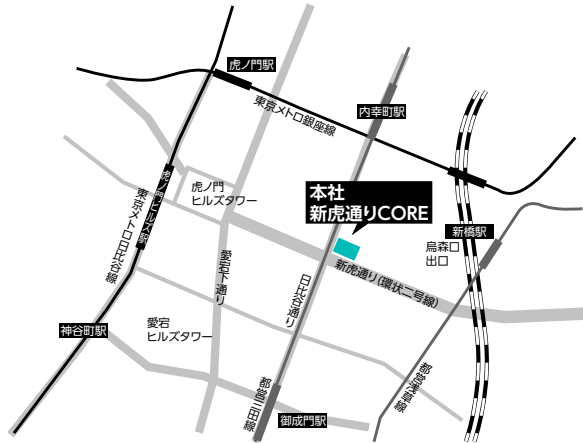 虎ノ門駅
内幸町駅
東京メトロ銀座線
虎ノ門ヒルズ駅
虎ノ門
ヒルズタワー
本社
新虎通りCORE
新橋駅
烏森口
出口
東京メトロ日比谷線
愛宕下通り
日比谷通り
新虎通り(環状二号線)
神谷町駅
愛宕
ヒルズタワー
都営三田線
御成門駅
都営浅草線